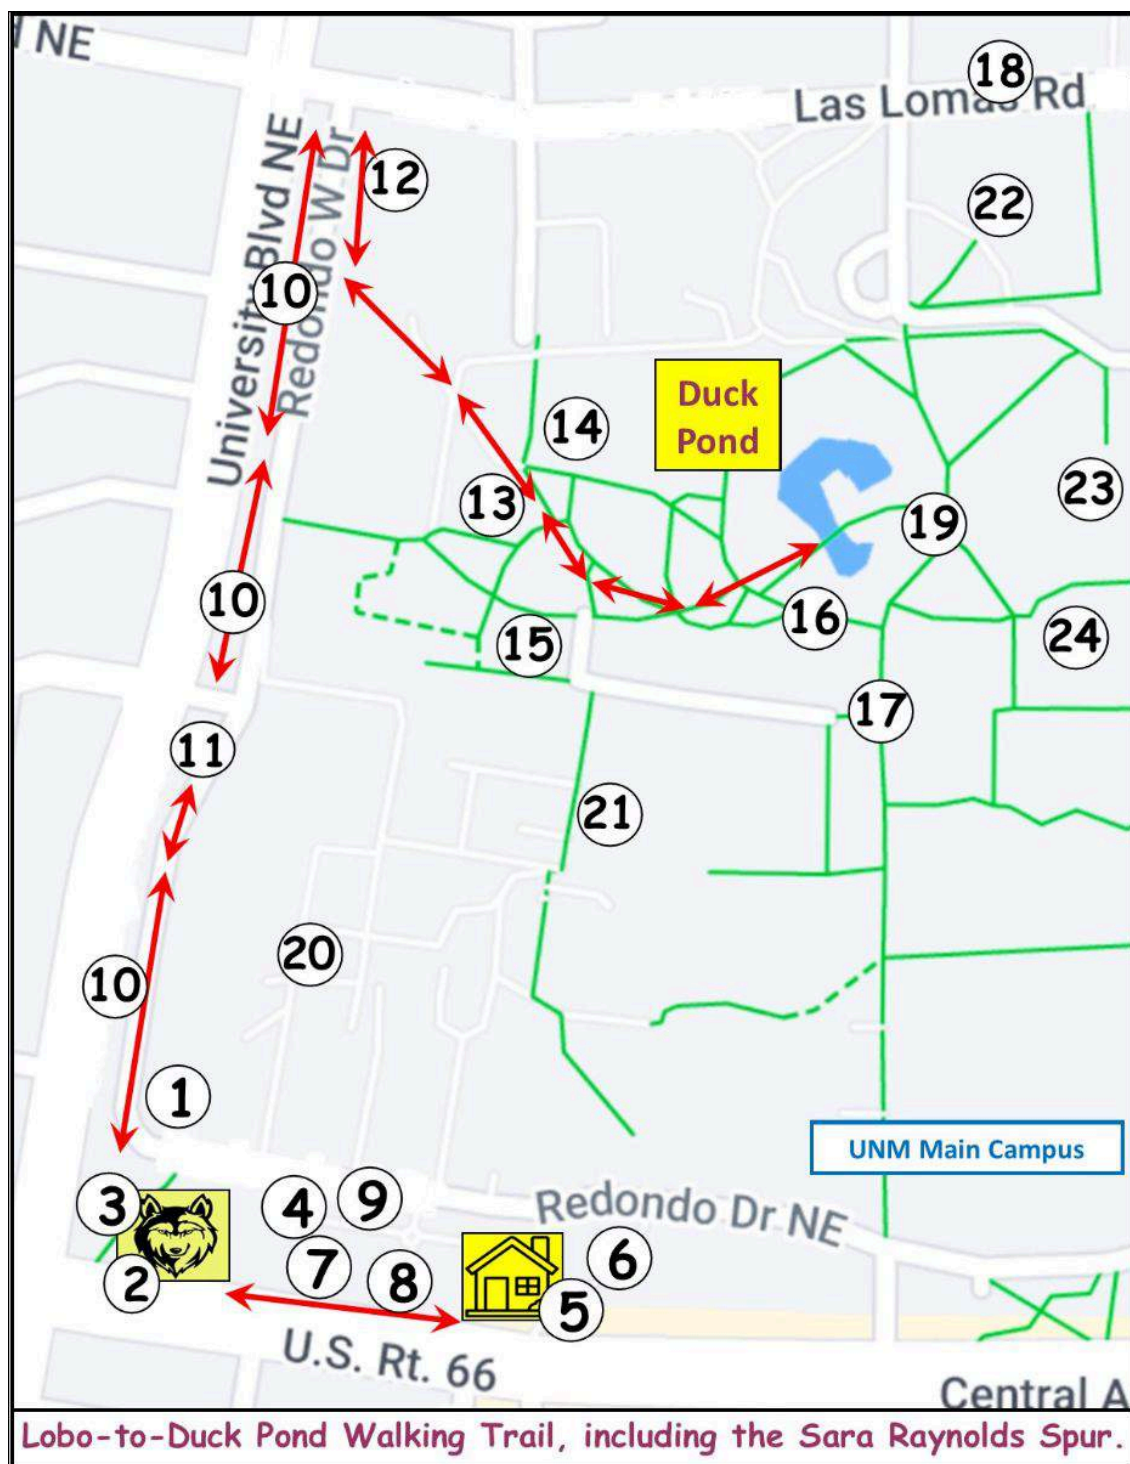 d NE
18
Las Lomas Rd
University Blvd NE
Redondo W Dr
12
22
10
Duck
Pond
14
13
23
19
10
15
16
24
17
11
21
20
10
1
UNM Main Campus
3
4
9
Redondo Dr NE
2
7
8
6
5
U.S. Rt. 66
Central A
Lobo-to-Duck Pond Walking Trail, including the Sara Raynolds Spur.